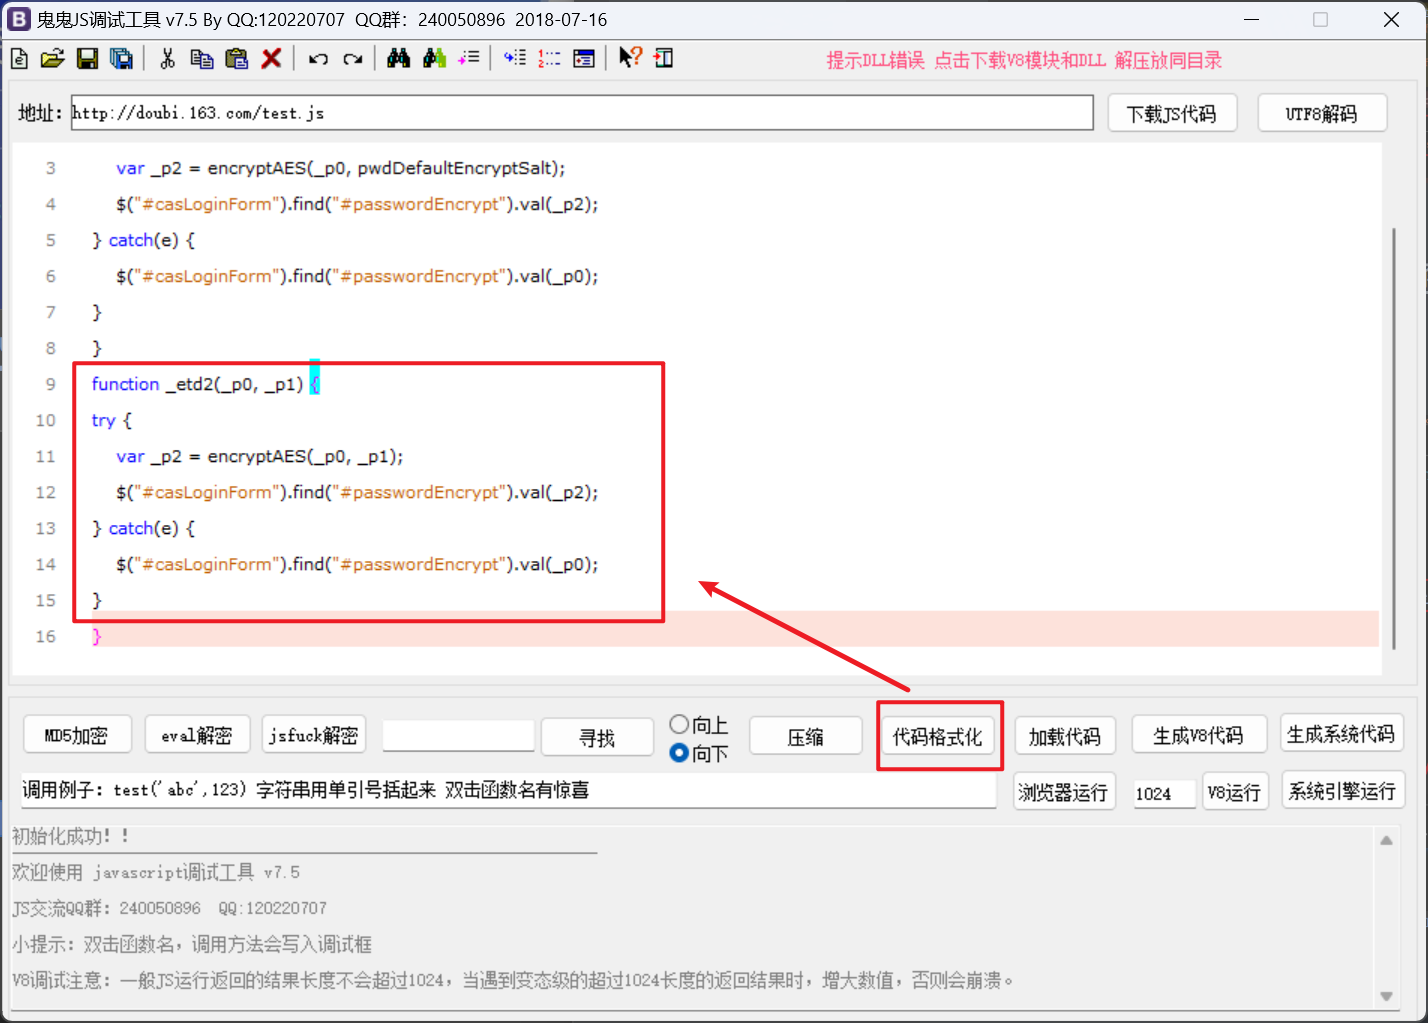 鬼鬼JS调试工具 v7.5 By QQ:120220707 QQ群：240050896 2018-07-16
提示DLL错误 点击下载V8模块和DLL 解压放同目录
地址： http://doubi.163.com/test.js 下载JS代码 UTF8解码
3 var _p2 = encryptAES(_p0, pwdDefaultEncryptSalt);
4 $("#casLoginForm").find("#passwordEncrypt").val(_p2);
5 } catch(e) {
6 $("#casLoginForm").find("#passwordEncrypt").val(_p0);
7 }
8 }
9 function _etd2(_p0, _p1) {
10 try {
11 var _p2 = encryptAES(_p0, _p1);
12 $("#casLoginForm").find("#passwordEncrypt").val(_p2);
13 } catch(e) {
14 $("#casLoginForm").find("#passwordEncrypt").val(_p0);
15 }
16 }
MD5加密 eval解密 jsfuck解密 寻找 向上 向下 压缩 代码格式化 加载代码 生成V8代码 生成系统代码
调用例子：test('abc',123) 字符串用单引号括起来 双击函数名有惊喜 浏览器运行 1024 V8运行 系统引擎运行
初始化成功！！
欢迎使用 javascript调试工具 v7.5
JS交流QQ群：240050896 QQ:120220707
小提示：双击函数名，调用方法会写入调试框
V8调试注意：一般JS运行返回的结果长度不会超过1024，当遇到变态级的超过1024长度的返回结果时，增大数值，否则会崩溃。